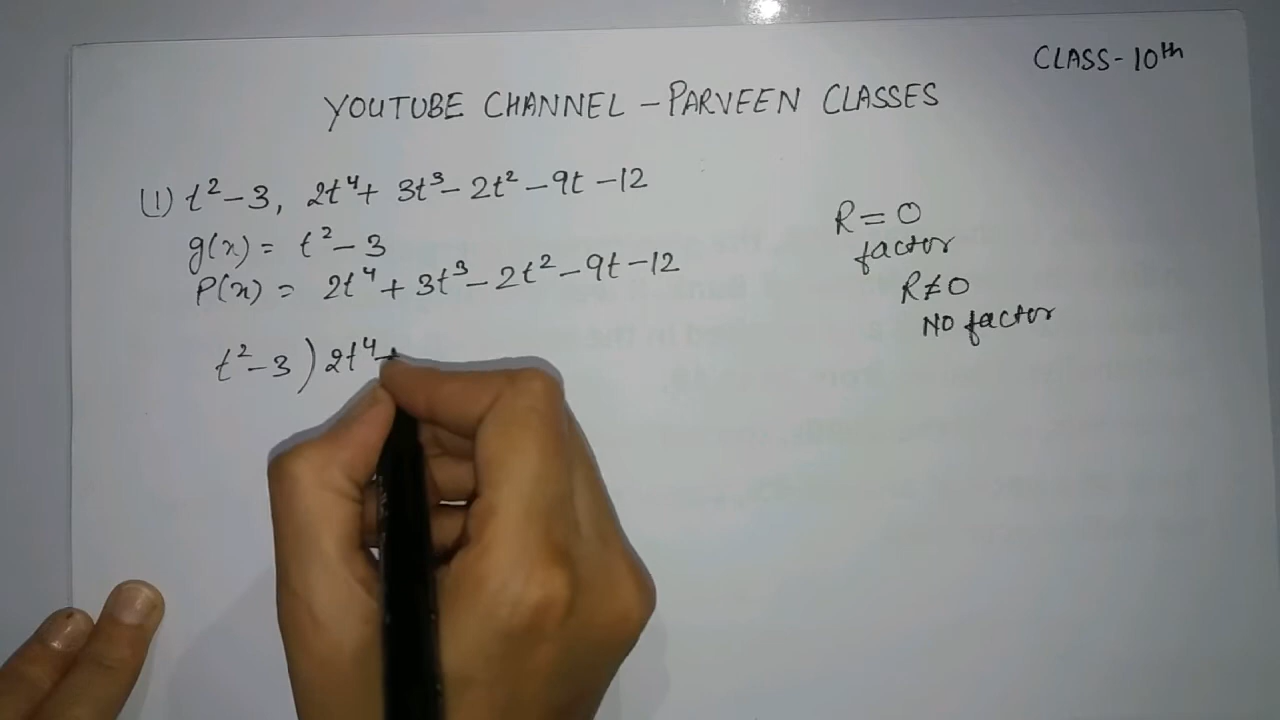 CLASS-10th
YOUTUBE CHANNEL – PARVEEN CLASSES
(1) t²-3, 2t⁴+ 3t³- 2t² -9t -12
g(x) = t²-3
P(x) = 2t⁴ + 3t³- 2t² -9t -12
R = 0
factor
R≠0
No factor
t²-3 ) 2t⁴+